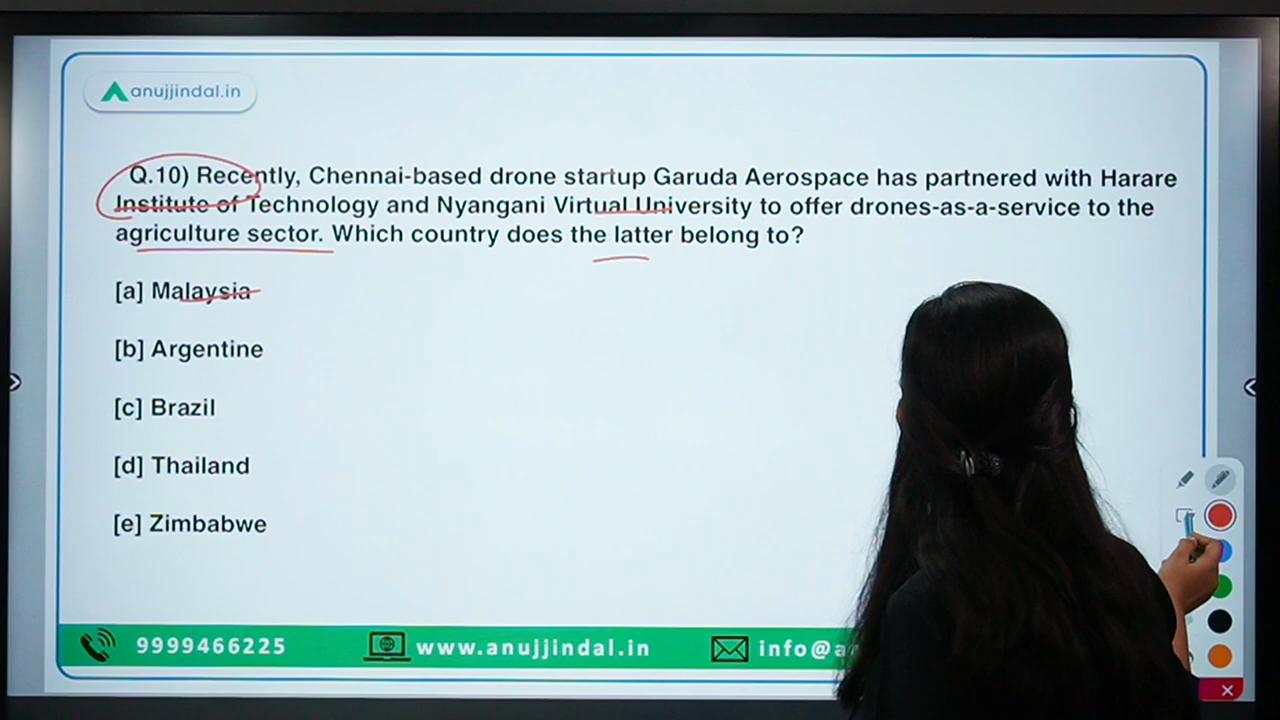 anujjindal.in
Q.10) Recently, Chennai-based drone startup Garuda Aerospace has partnered with Harare
Institute of Technology and Nyangani Virtual University to offer drones-as-a-service to the
agriculture sector. Which country does the latter belong to?
[a] Malaysia
[b] Argentine
[c] Brazil
[d] Thailand
[e] Zimbabwe
9999466225 www.anujjindal.in info@a